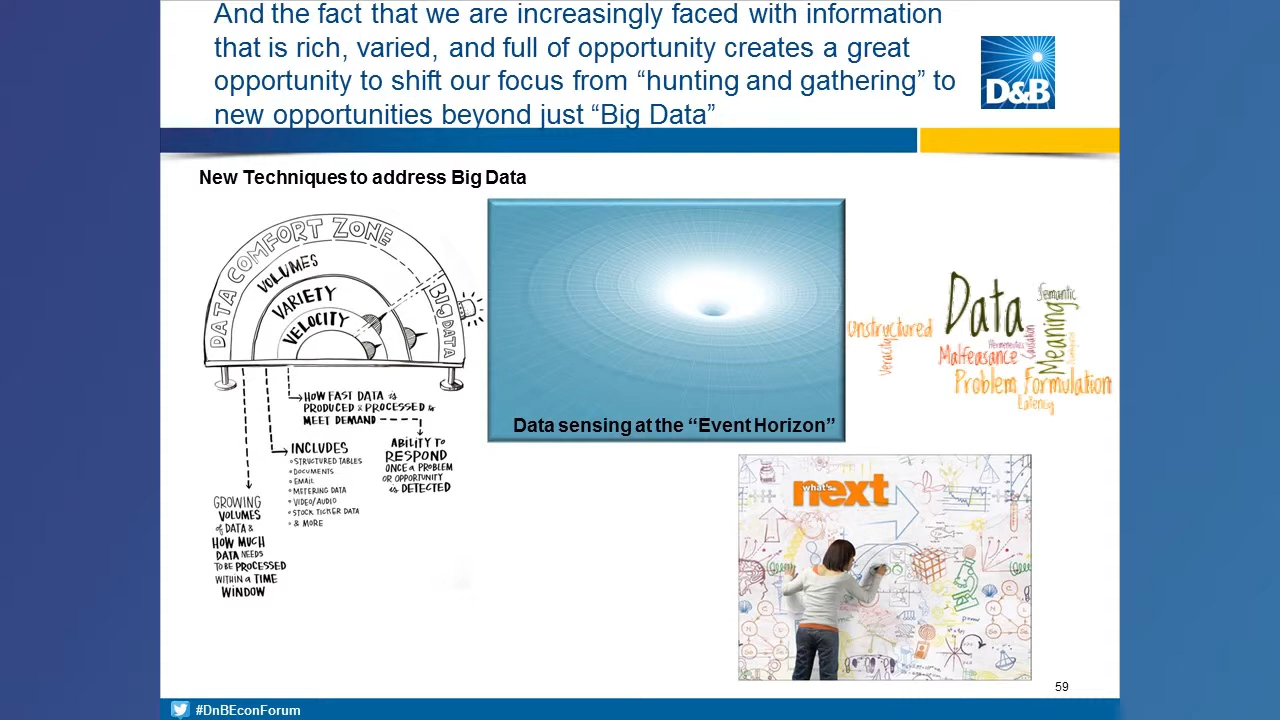 And the fact that we are increasingly faced with information
that is rich, varied, and full of opportunity creates a great
opportunity to shift our focus from “hunting and gathering” to
new opportunities beyond just “Big Data”
D&B
New Techniques to address Big Data
DATA COMFORT ZONE
BIG DATA
VOLUMES
VARIETY
VELOCITY
HOW FAST DATA is
PRODUCED & PROCESSED to
MEET DEMAND
ABILITY TO
RESPOND
ONCE a PROBLEM
OR OPPORTUNITY
is DETECTED
INCLUDES
STRUCTURED TABLES
DOCUMENTS
EMAIL
METERING DATA
VIDEO/AUDIO
STOCK TICKER DATA
& MORE
GROWING
VOLUMES
of DATA &
HOW MUCH
DATA NEEDS
TO BE PROCESSED
WITHIN a TIME
WINDOW
Data sensing at the “Event Horizon”
Data
Semantic
Unstructured
Veracity
Malfeasance
Meaning
Problem Formulation
Latency
what's
next
59
#DnBEconForum